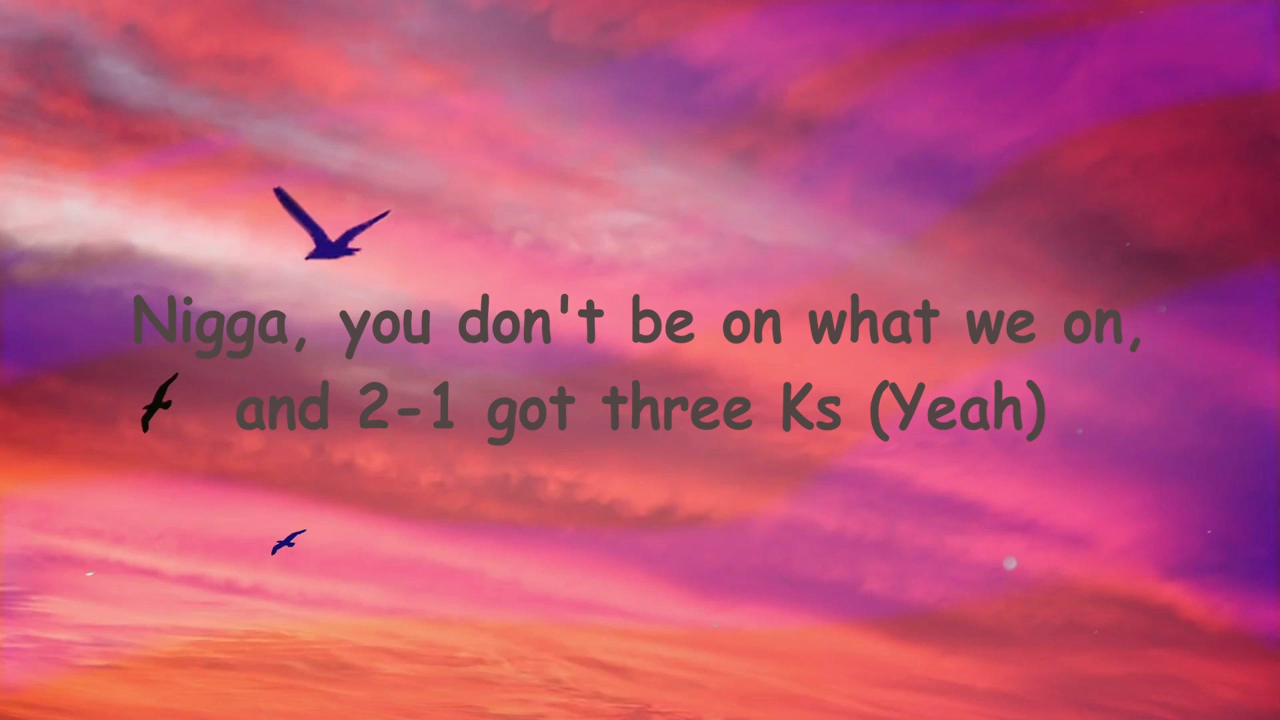 Nigga, you don't be on what we on,
and 2-1 got three Ks (Yeah)